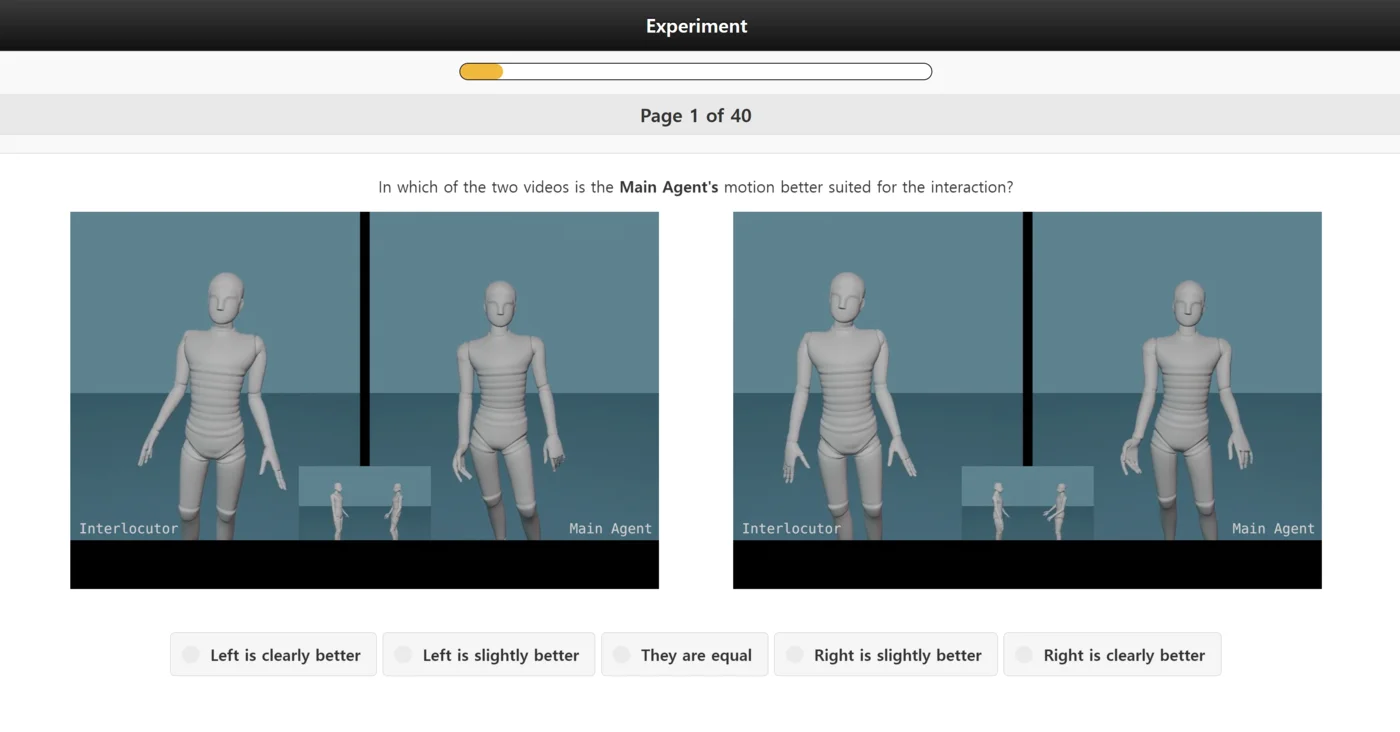 Experiment
Page 1 of 40
In which of the two videos is the Main Agent's motion better suited for the interaction?
Interlocutor
Main Agent
Interlocutor
Main Agent
Left is clearly better
Left is slightly better
They are equal
Right is slightly better
Right is clearly better